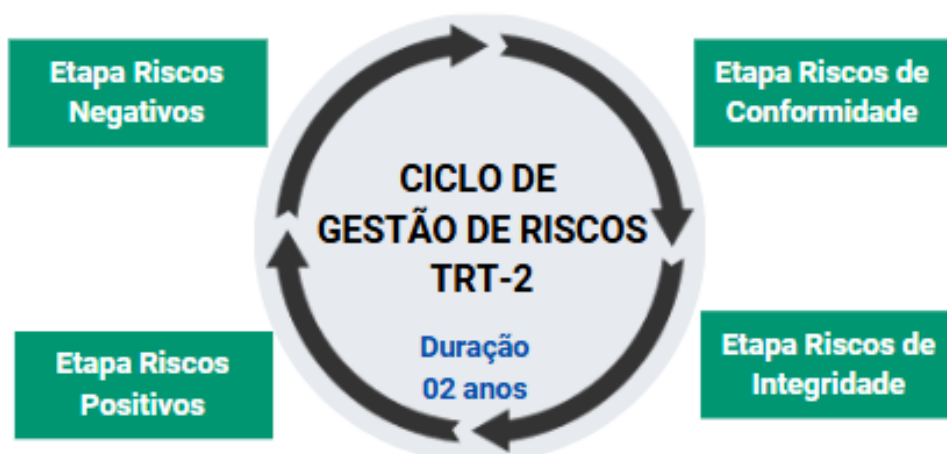 Etapa Riscos
Negativos
Etapa Riscos de
Conformidade
CICLO DE
GESTÃO DE RISCOS
TRT-2
Duração
02 anos
Etapa Riscos
Positivos
Etapa Riscos de
Integridade